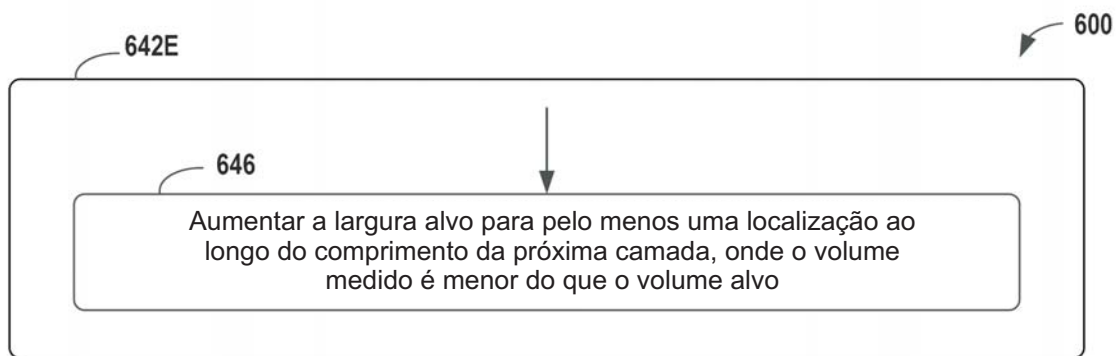 600
642E
646
Aumentar a largura alvo para pelo menos uma localização ao
longo do comprimento da próxima camada, onde o volume
medido é menor do que o volume alvo